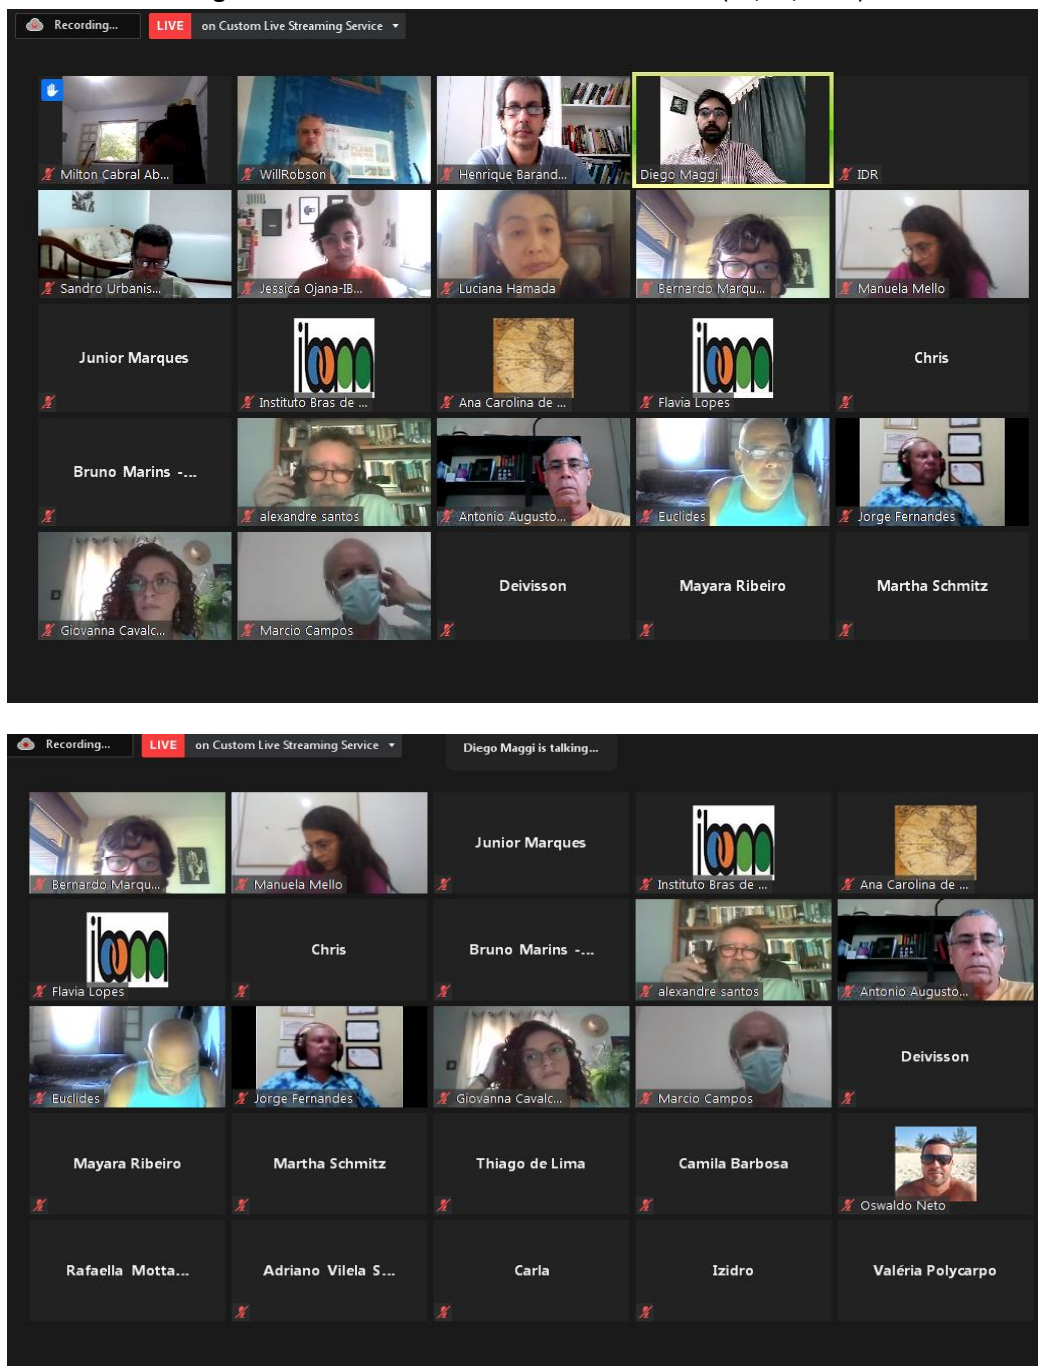 Recording...
LIVE on Custom Live Streaming Service
Milton Cabral Ab...
WillRobson
Henrique Barand...
Diego Maggi
IDR
Sandro Urbanis...
Jessica Ojana-IB...
Luciana Hamada
Bernardo Marqu...
Manuela Mello
Junior Marques
ibam
Instituto Bras de ...
Ana Carolina de ...
ibam
Flavia Lopes
Chris
Bruno Marins -...
alexandre santos
Antonio Augusto...
Euclides
Jorge Fernandes
Giovanna Cavalc...
Marcio Campos
Deivisson
Mayara Ribeiro
Martha Schmitz
Recording...
LIVE on Custom Live Streaming Service
Diego Maggi is talking...
Bernardo Marqu...
Manuela Mello
Junior Marques
ibam
Instituto Bras de ...
Ana Carolina de ...
ibam
Flavia Lopes
Chris
Bruno Marins -...
alexandre santos
Antonio Augusto...
Euclides
Jorge Fernandes
Giovanna Cavalc...
Marcio Campos
Deivisson
Mayara Ribeiro
Martha Schmitz
Thiago de Lima
Camila Barbosa
Oswaldo Neto
Rafaella Motta...
Adriano Vilela S...
Carla
Izidro
Valéria Polycarpo